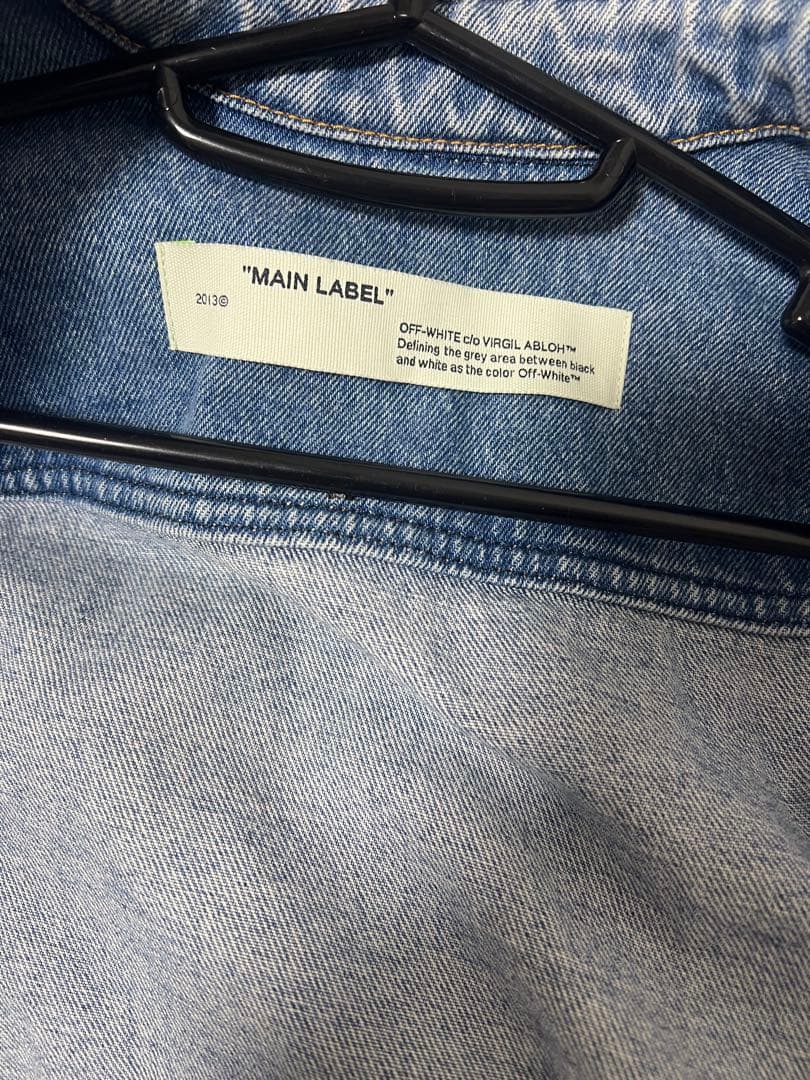 "MAIN LABEL"
2013©
OFF-WHITE c/o VIRGIL ABLOH™
Defining the grey area between black
and white as the color Off-White™